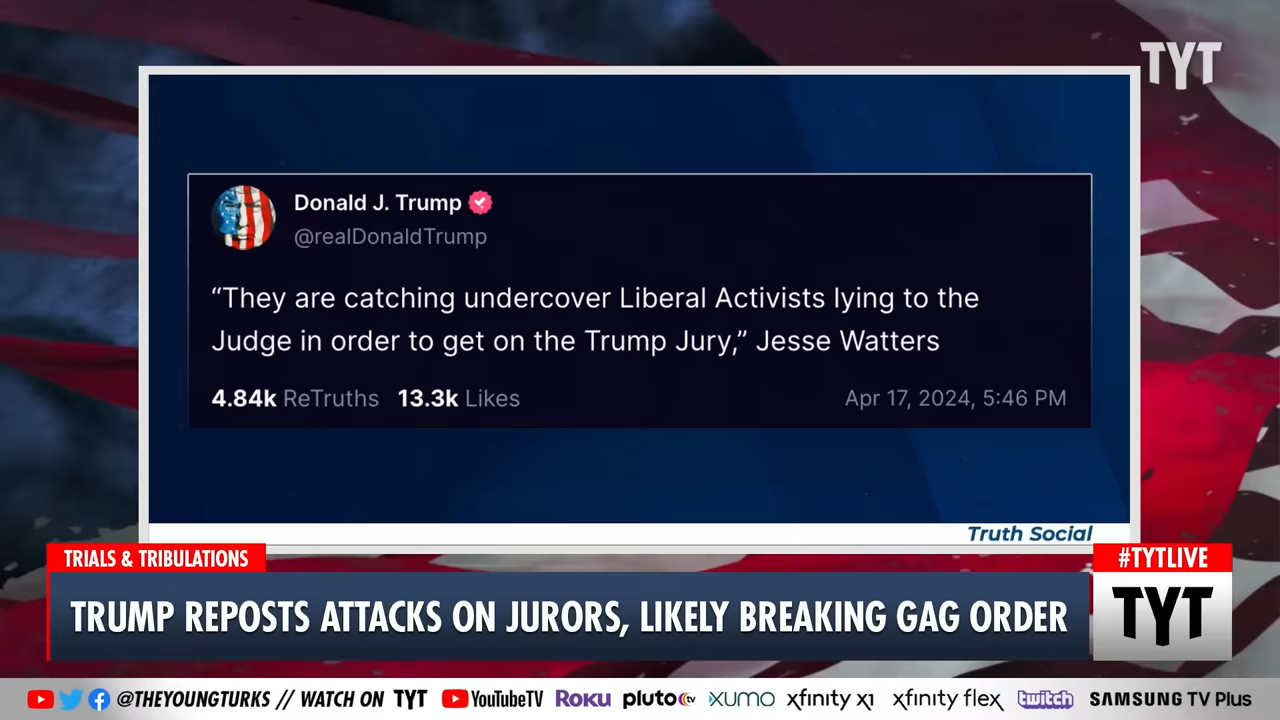 TYT
Donald J. Trump
@realDonaldTrump
“They are catching undercover Liberal Activists lying to the
Judge in order to get on the Trump Jury,” Jesse Watters
4.84k ReTruths 13.3k Likes Apr 17, 2024, 5:46 PM
Truth Social
TRIALS & TRIBULATIONS
#TYTLIVE
TRUMP REPOSTS ATTACKS ON JURORS, LIKELY BREAKING GAG ORDER
TYT
@THEYOUNGTURKS // WATCH ON TYT YouTubeTV ROKU pluto tv xumo xfinity x1 xfinity flex twitch SAMSUNG TV Plus